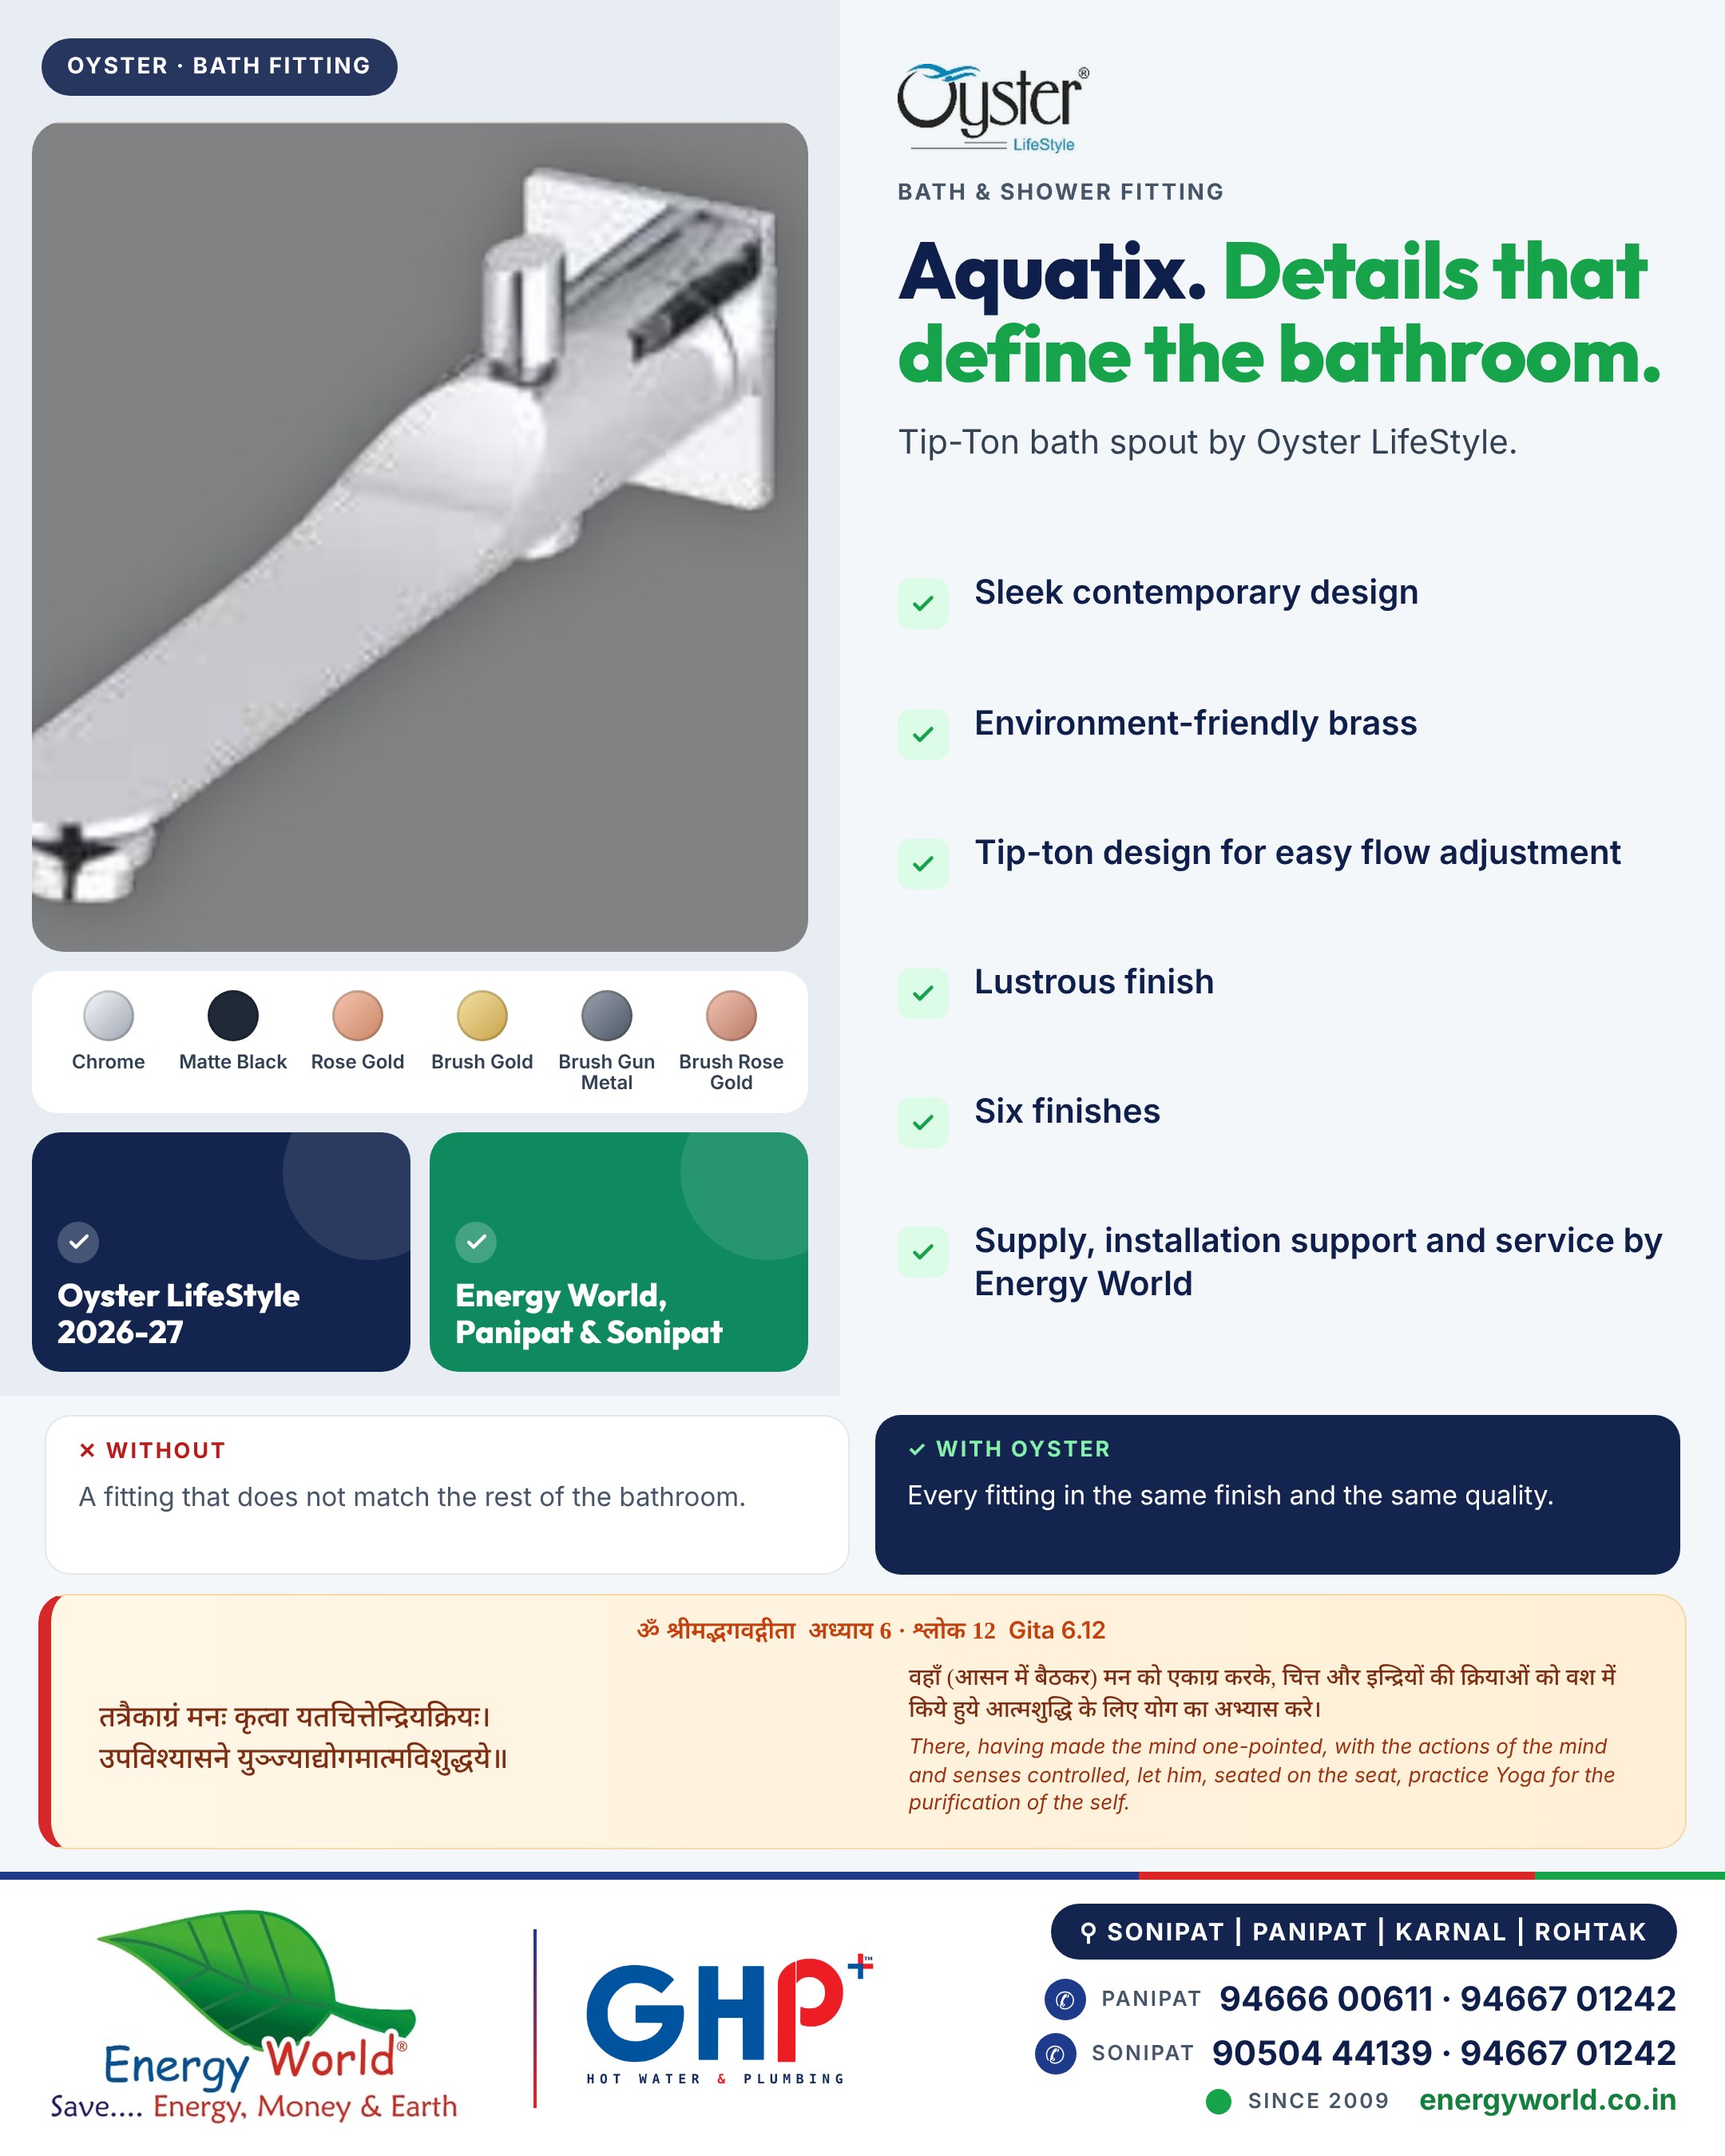 OYSTER · BATH FITTING
Oyster®
LifeStyle
BATH & SHOWER FITTING
Aquatix. Details that
define the bathroom.
Tip-Ton bath spout by Oyster LifeStyle.
Sleek contemporary design
Environment-friendly brass
Tip-ton design for easy flow adjustment
Lustrous finish
Six finishes
Supply, installation support and service by
Energy World
Chrome
Matte Black
Rose Gold
Brush Gold
Brush Gun
Metal
Brush Rose
Gold
Oyster LifeStyle
2026-27
Energy World,
Panipat & Sonipat
✕ WITHOUT
A fitting that does not match the rest of the bathroom.
✓ WITH OYSTER
Every fitting in the same finish and the same quality.
ॐ श्रीमद्भगवद्गीता अध्याय 6 · श्लोक 12 Gita 6.12
तत्रैकाग्रं मनः कृत्वा यतचित्तेन्द्रियक्रियः।
उपविश्यासने युञ्ज्याद्योगमात्मविशुद्धये॥
वहाँ (आसन में बैठकर) मन को एकाग्र करके, चित्त और इन्द्रियों की क्रियाओं को वश में
किये हुये आत्मशुद्धि के लिए योग का अभ्यास करे।
There, having made the mind one-pointed, with the actions of the mind
and senses controlled, let him, seated on the seat, practice Yoga for the
purification of the self.
Energy World®
Save.... Energy, Money & Earth
GHP+™
HOT WATER & PLUMBING
SONIPAT | PANIPAT | KARNAL | ROHTAK
PANIPAT 94666 00611 · 94667 01242
SONIPAT 90504 44139 · 94667 01242
SINCE 2009 energyworld.co.in